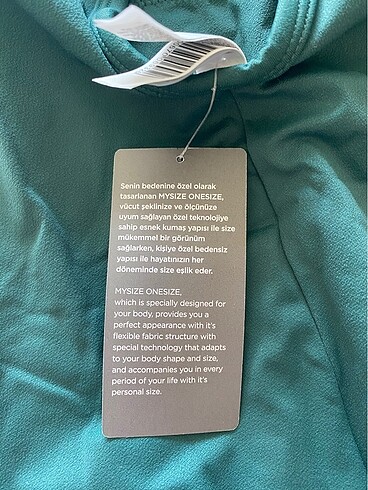 Senin bedenine özel olarak
tasarlanan MYSIZE ONESIZE,
vücut şeklinize ve ölçünüze
uyum sağlayan özel teknolojiye
sahip esnek kumaş yapısı ile size
mükemmel bir görünüm
sağlarken, kişiye özel bedensiz
yapısı ile hayatınızın her
döneminde size eşlik eder.
MYSIZE ONESIZE,
which is specially designed for
your body, provides you a
perfect appearance with it's
flexible fabric structure with
special technology that adapts
to your body shape and size,
and accompanies you in every
period of your life with it's
personal size.